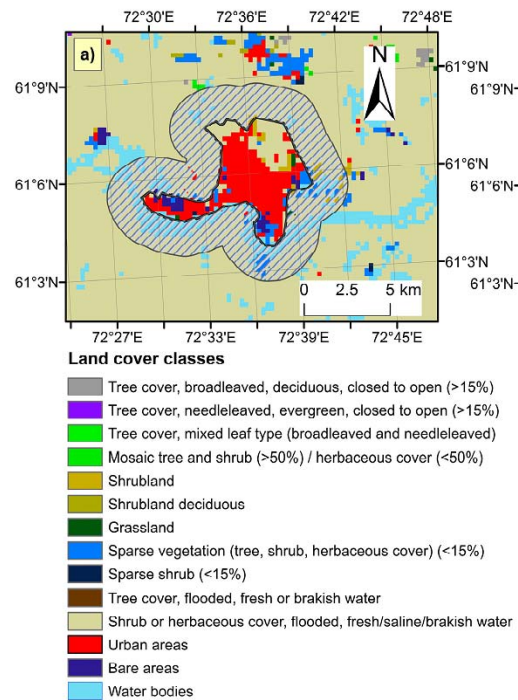 72°30'E 72°36'E 72°42'E 72°48'E
a)
N
61°9'N 61°9'N
61°6'N 61°6'N
61°3'N 61°3'N
0 2.5 5 km
72°27'E 72°33'E 72°39'E 72°45'E
Land cover classes
Tree cover, broadleaved, deciduous, closed to open (>15%)
Tree cover, needleleaved, evergreen, closed to open (>15%)
Tree cover, mixed leaf type (broadleaved and needleleaved)
Mosaic tree and shrub (>50%) / herbaceous cover (<50%)
Shrubland
Shrubland deciduous
Grassland
Sparse vegetation (tree, shrub, herbaceous cover) (<15%)
Sparse shrub (<15%)
Tree cover, flooded, fresh or brakish water
Shrub or herbaceous cover, flooded, fresh/saline/brakish water
Urban areas
Bare areas
Water bodies